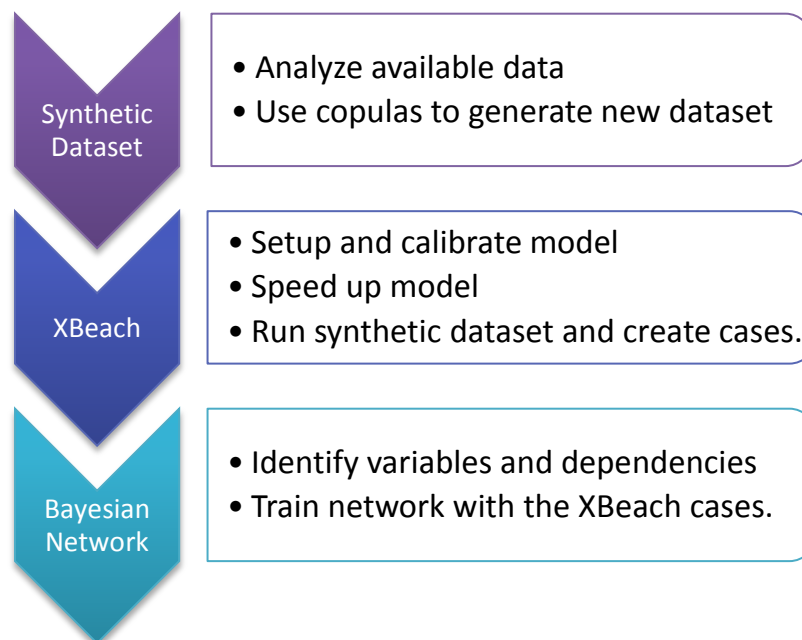 Synthetic
Dataset
• Analyze available data
• Use copulas to generate new dataset
XBeach
• Setup and calibrate model
• Speed up model
• Run synthetic dataset and create cases.
Bayesian
Network
• Identify variables and dependencies
• Train network with the XBeach cases.